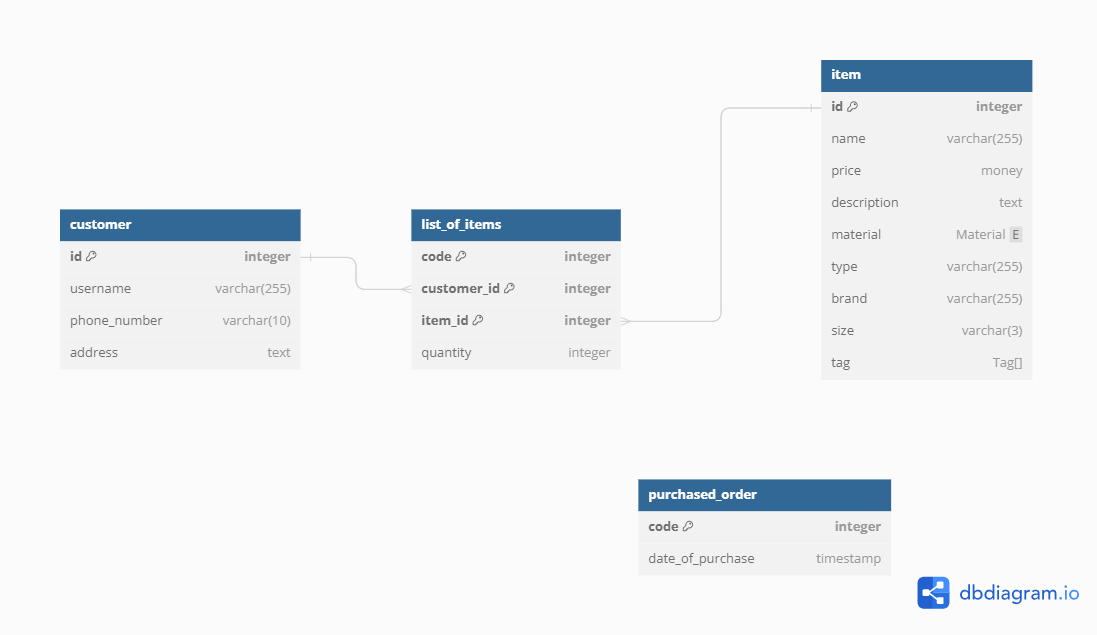 item
id integer
name varchar(255)
price money
description text
material Material E
type varchar(255)
brand varchar(255)
size varchar(3)
tag Tag[]
customer
id integer
username varchar(255)
phone_number varchar(10)
address text
list_of_items
code integer
customer_id integer
item_id integer
quantity integer
purchased_order
code integer
date_of_purchase timestamp
dbdiagram.io